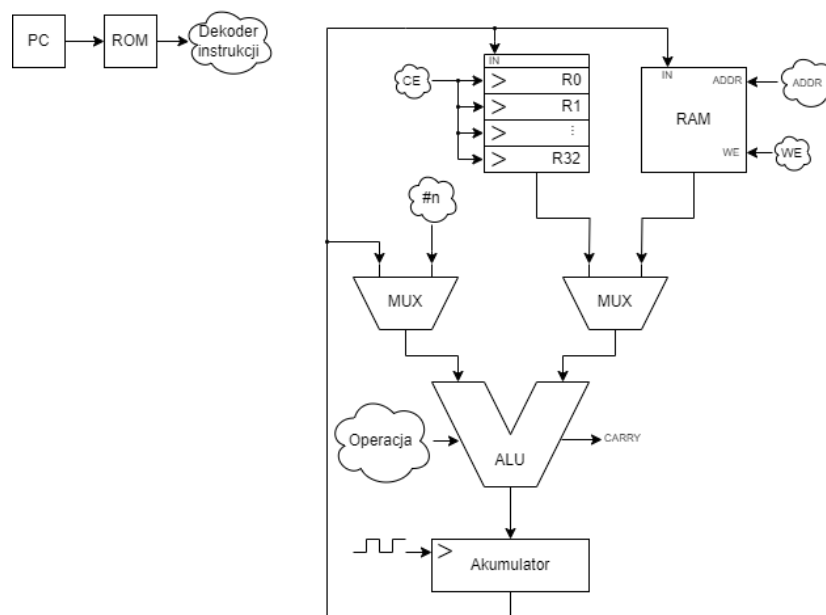 PC
ROM
Dekoder
instrukcji
CE
IN
R0
R1
⋮
R32
IN
ADDR
RAM
WE
ADDR
WE
#n
MUX
MUX
Operacja
ALU
CARRY
Akumulator